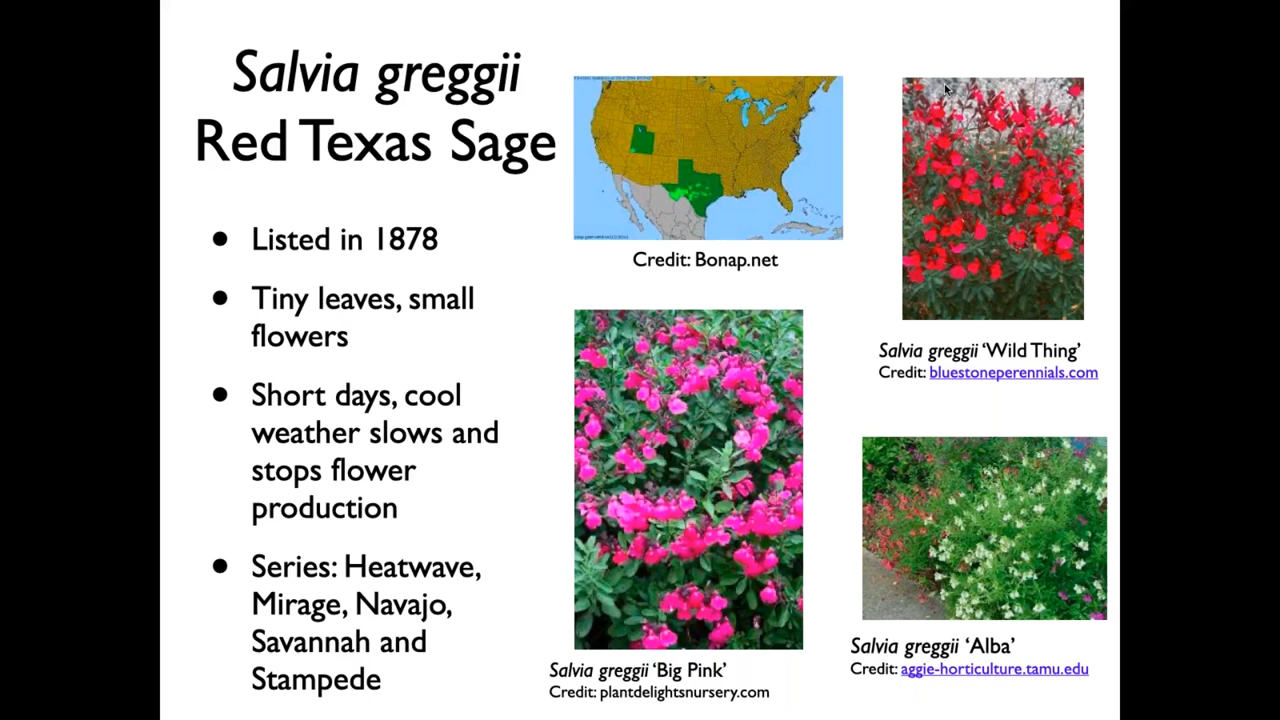 Salvia greggii
Red Texas Sage
• Listed in 1878
• Tiny leaves, small
flowers
• Short days, cool
weather slows and
stops flower
production
• Series: Heatwave,
Mirage, Navajo,
Savannah and
Stampede
Credit: Bonap.net
Salvia greggii ‘Wild Thing’
Credit: bluestoneperennials.com
Salvia greggii ‘Big Pink’
Credit: plantdelightsnursery.com
Salvia greggii ‘Alba’
Credit: aggie-horticulture.tamu.edu